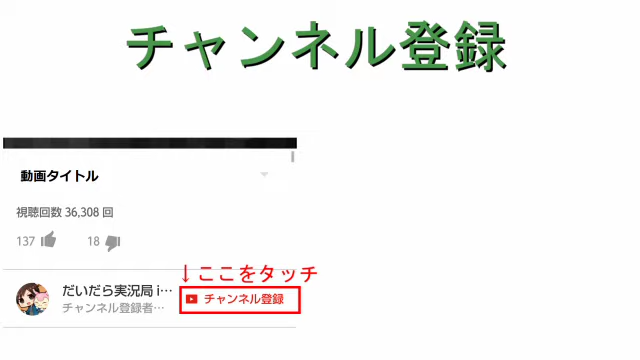 チャンネル登録
動画タイトル
視聴回数 36,308 回
137 18
↓ここをタッチ
だいだら実況局 i…
チャンネル登録
チャンネル登録者…